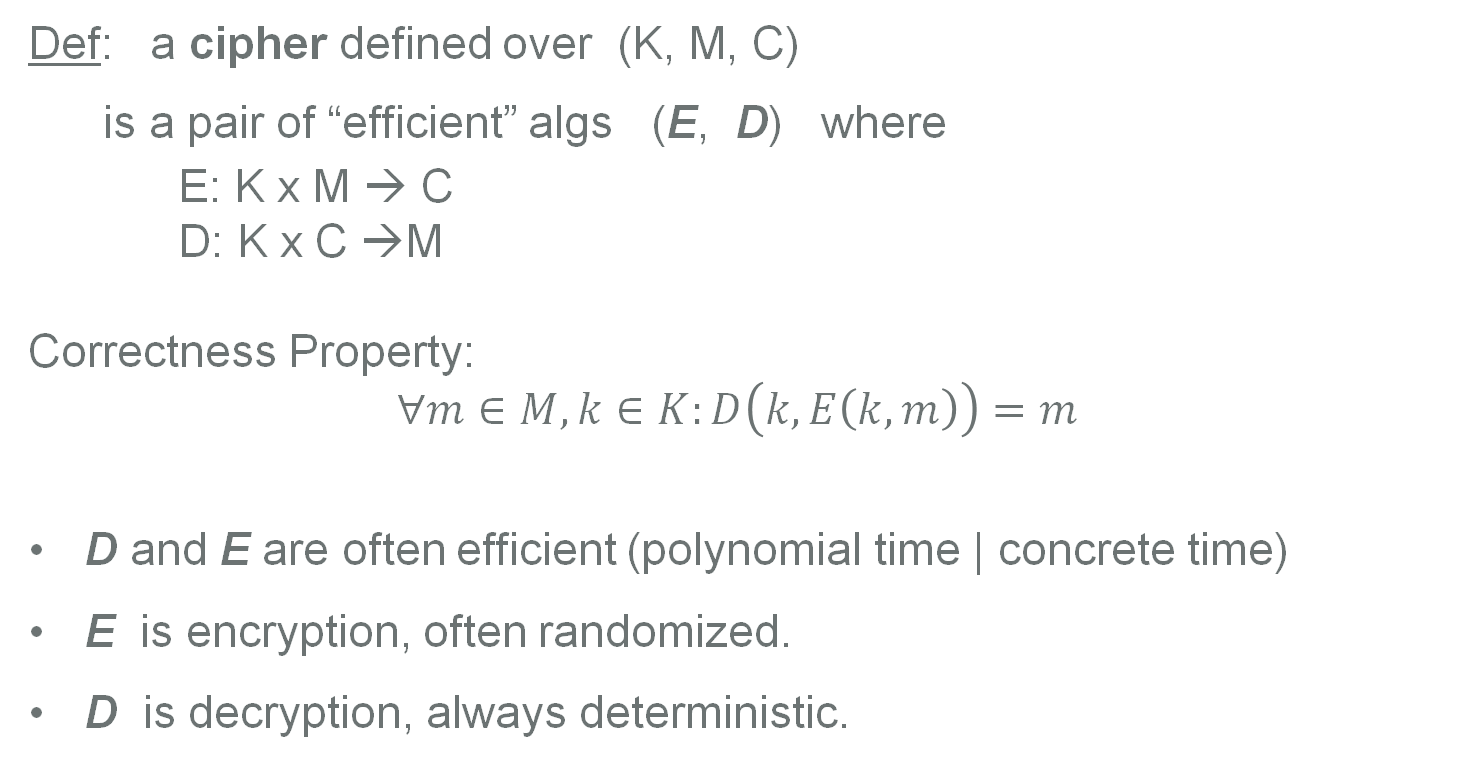 Def: a cipher defined over (K, M, C)
is a pair of “efficient” algs (E, D) where
E: K x M → C
D: K x C →M
Correctness Property:
∀m ∈ M, k ∈ K: D(k, E(k, m)) = m
• D and E are often efficient (polynomial time | concrete time)
• E is encryption, often randomized.
• D is decryption, always deterministic.